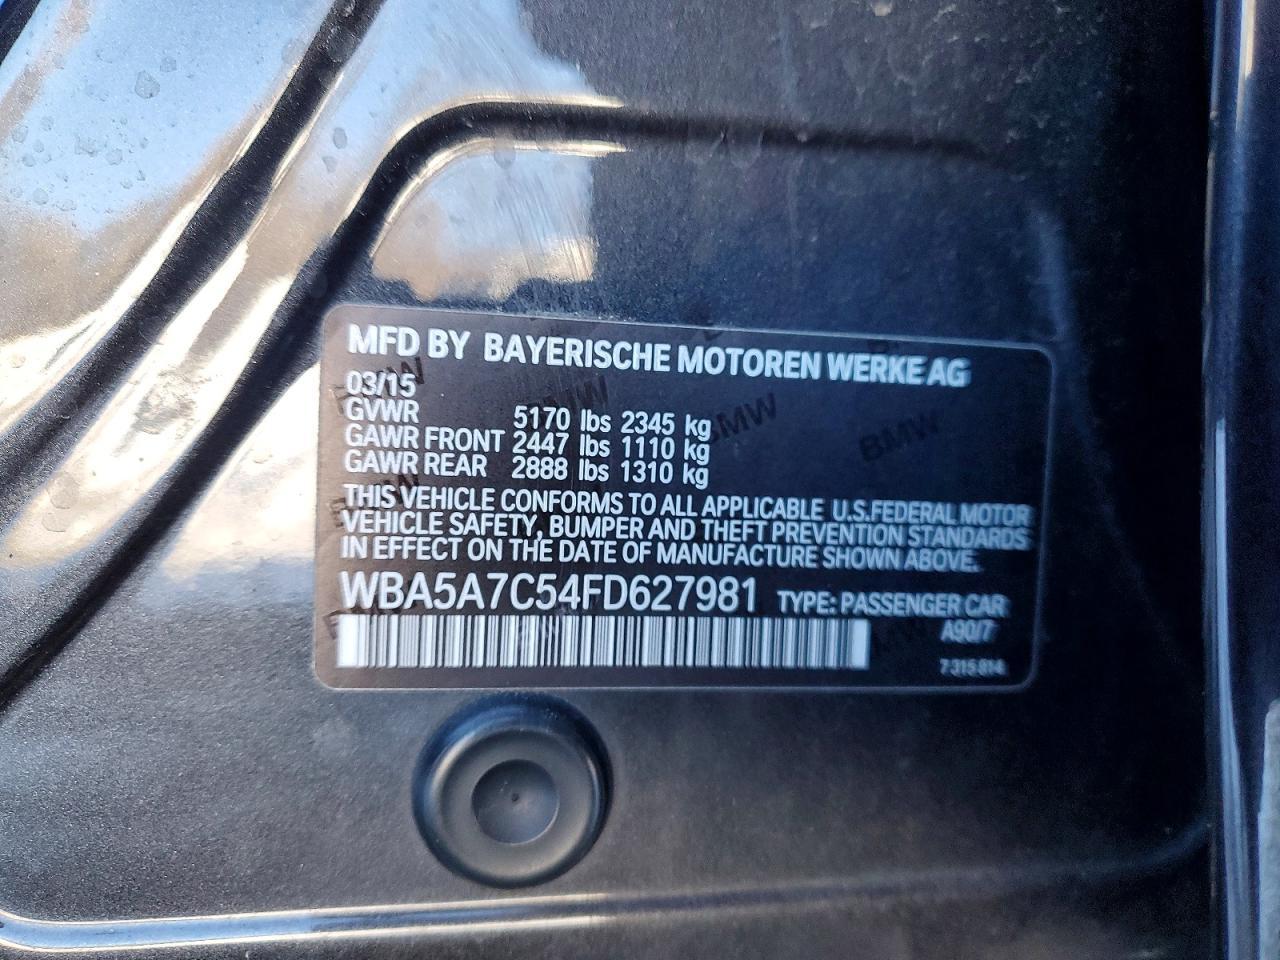 MFD BY BAYERISCHE MOTOREN WERKE AG
03/15
GVWR 5170 lbs 2345 kg
GAWR FRONT 2447 lbs 1110 kg
GAWR REAR 2888 lbs 1310 kg
THIS VEHICLE CONFORMS TO ALL APPLICABLE U.S.FEDERAL MOTOR
VEHICLE SAFETY, BUMPER AND THEFT PREVENTION STANDARDS
IN EFFECT ON THE DATE OF MANUFACTURE SHOWN ABOVE.
WBA5A7C54FD627981 TYPE: PASSENGER CAR
A90/7
7 315 814